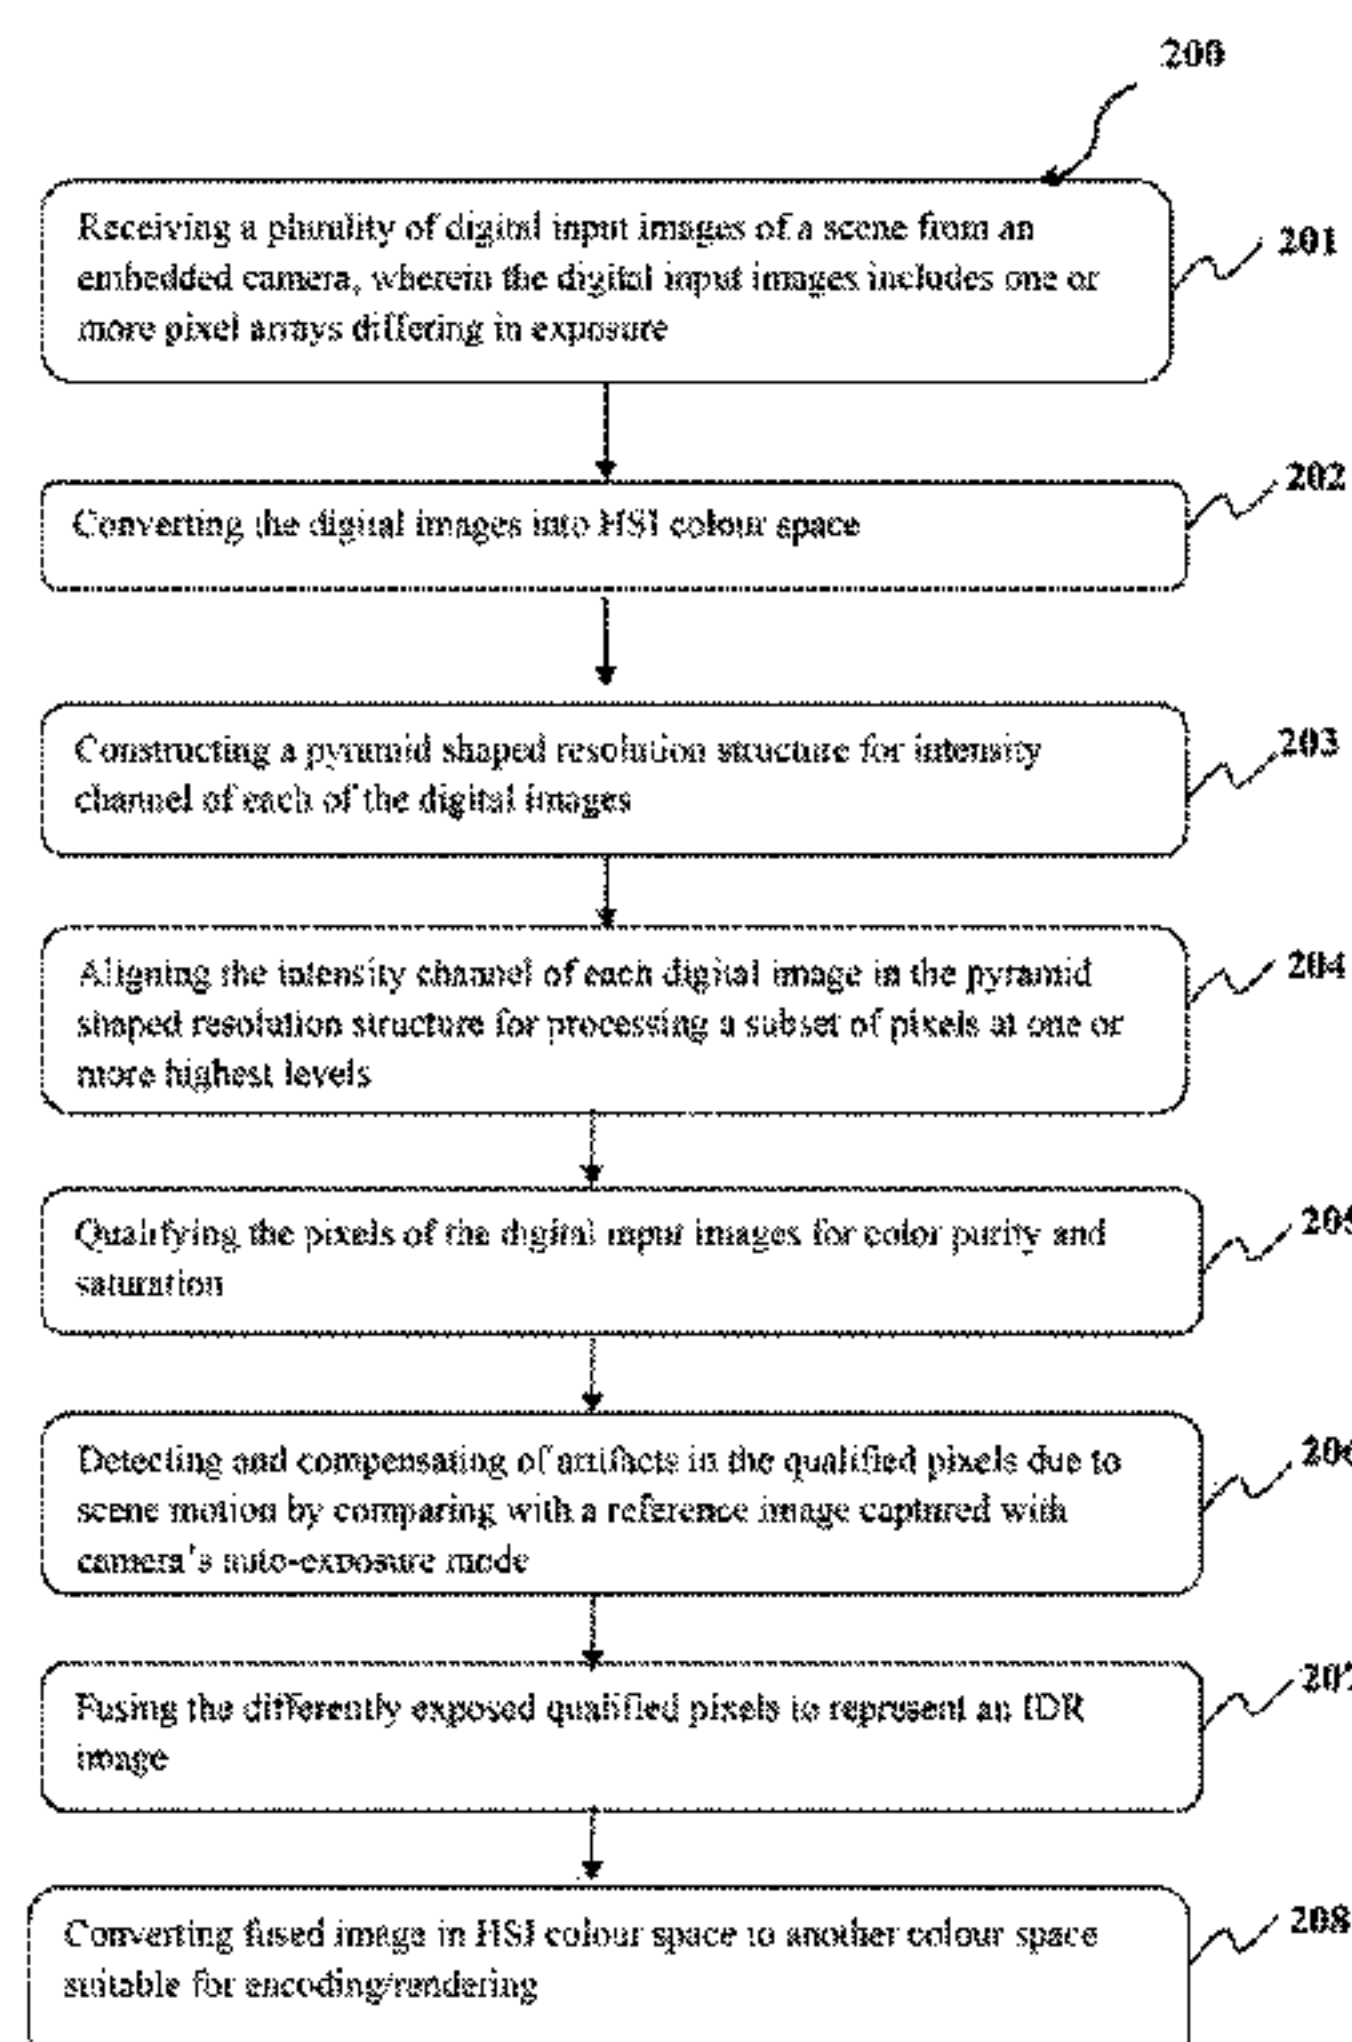 200
Receiving a plurality of digital input images of a scene from an
embedded camera, wherein the digital input images includes one or
more pixel arrays differing in exposure
201
Converting the digital images into HSI colour space
202
Constructing a pyramid shaped resolution structure for intensity
channel of each of the digital images
203
Aligning the intensity channel of each digital image in the pyramid
shaped resolution structure for processing a subset of pixels at one or
more highest levels
204
Qualifying the pixels of the digital input images for color purity and
saturation
205
Detecting and compensating of artifacts in the qualified pixels due to
scene motion by comparing with a reference image captured with
camera's auto-exposure mode
206
Fusing the differently exposed qualified pixels to represent an IDR
image
207
Converting fused image in HSI colour space to another colour space
suitable for encoding/rendering
208